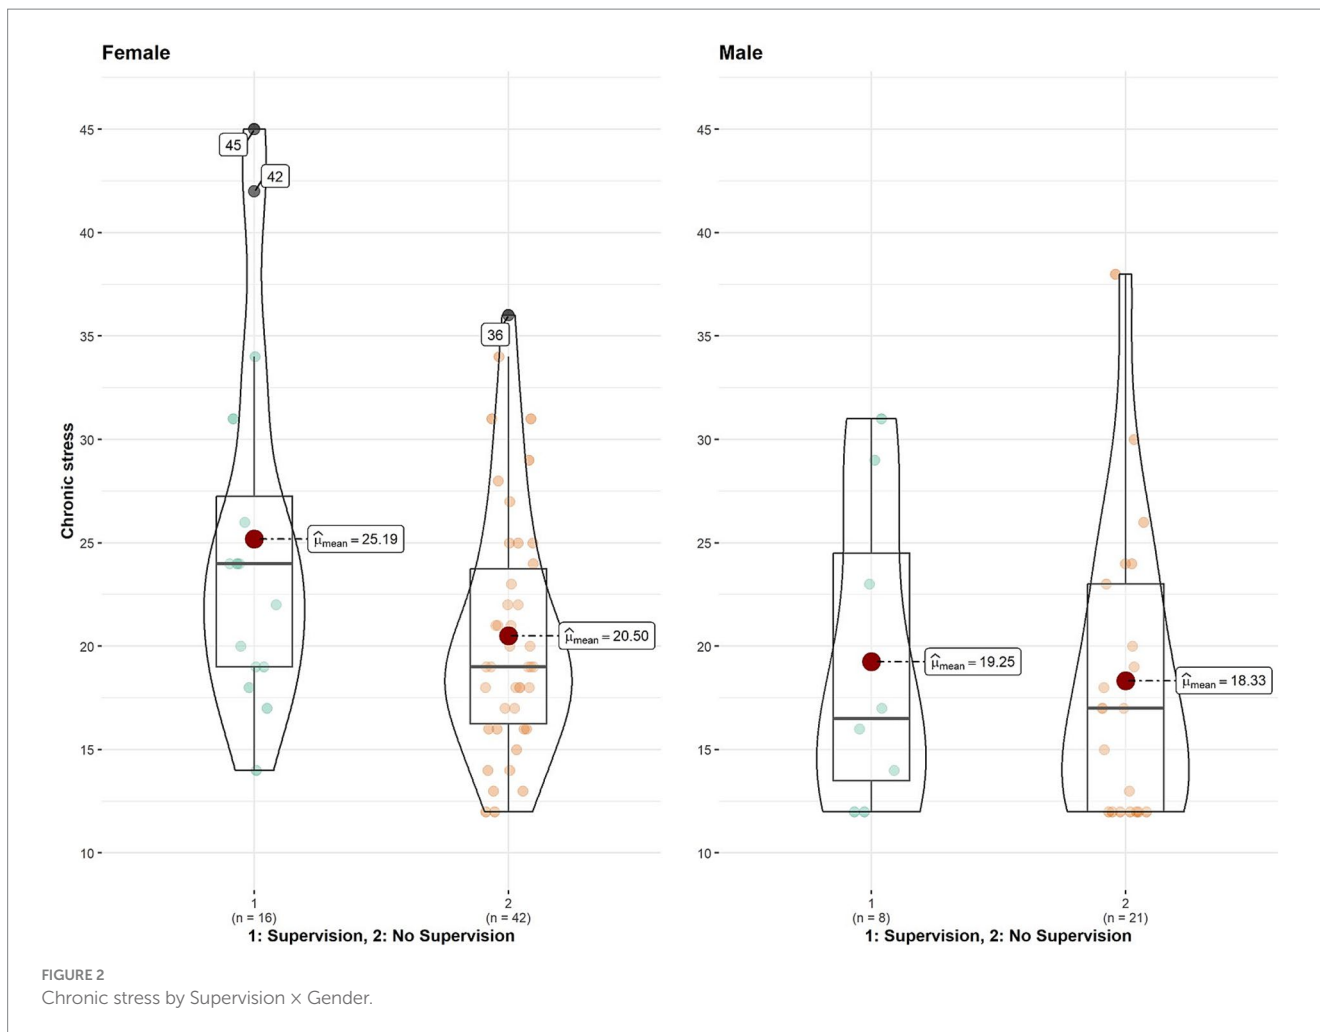 Female
Male
Chronic stress
45
40
35
30
25
20
15
10
45
42
36
μ̂mean = 25.19
μ̂mean = 20.50
1
(n = 16)
2
(n = 42)
1: Supervision, 2: No Supervision
45
40
35
30
25
20
15
10
μ̂mean = 19.25
μ̂mean = 18.33
1
(n = 8)
2
(n = 21)
1: Supervision, 2: No Supervision
FIGURE 2
Chronic stress by Supervision × Gender.